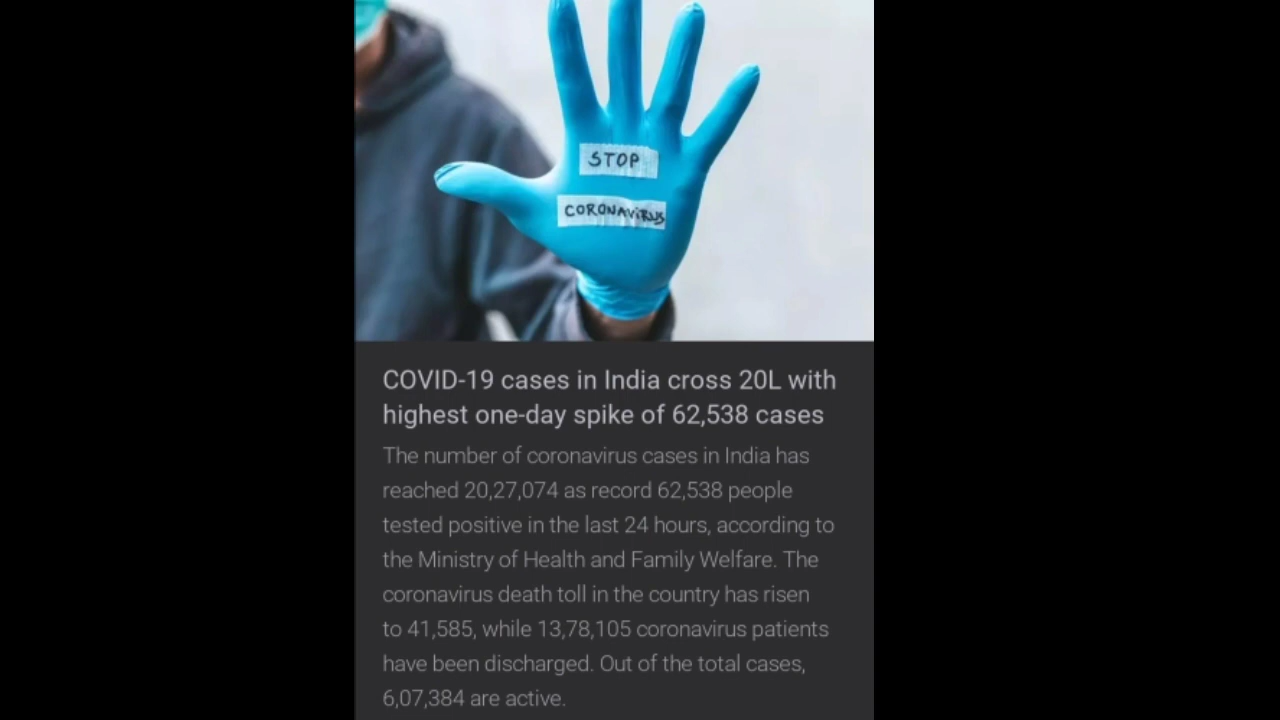 STOP
CORONAViRUS
COVID-19 cases in India cross 20L with
highest one-day spike of 62,538 cases
The number of coronavirus cases in India has
reached 20,27,074 as record 62,538 people
tested positive in the last 24 hours, according to
the Ministry of Health and Family Welfare. The
coronavirus death toll in the country has risen
to 41,585, while 13,78,105 coronavirus patients
have been discharged. Out of the total cases,
6,07,384 are active.